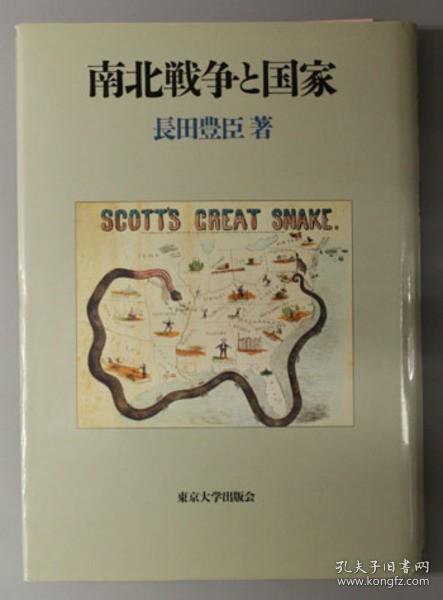 南北戦争と国家
長田豊臣 著
SCOTT'S GREAT SNAKE.
東京大学出版会
孔夫子旧书网
www.kongfz.com